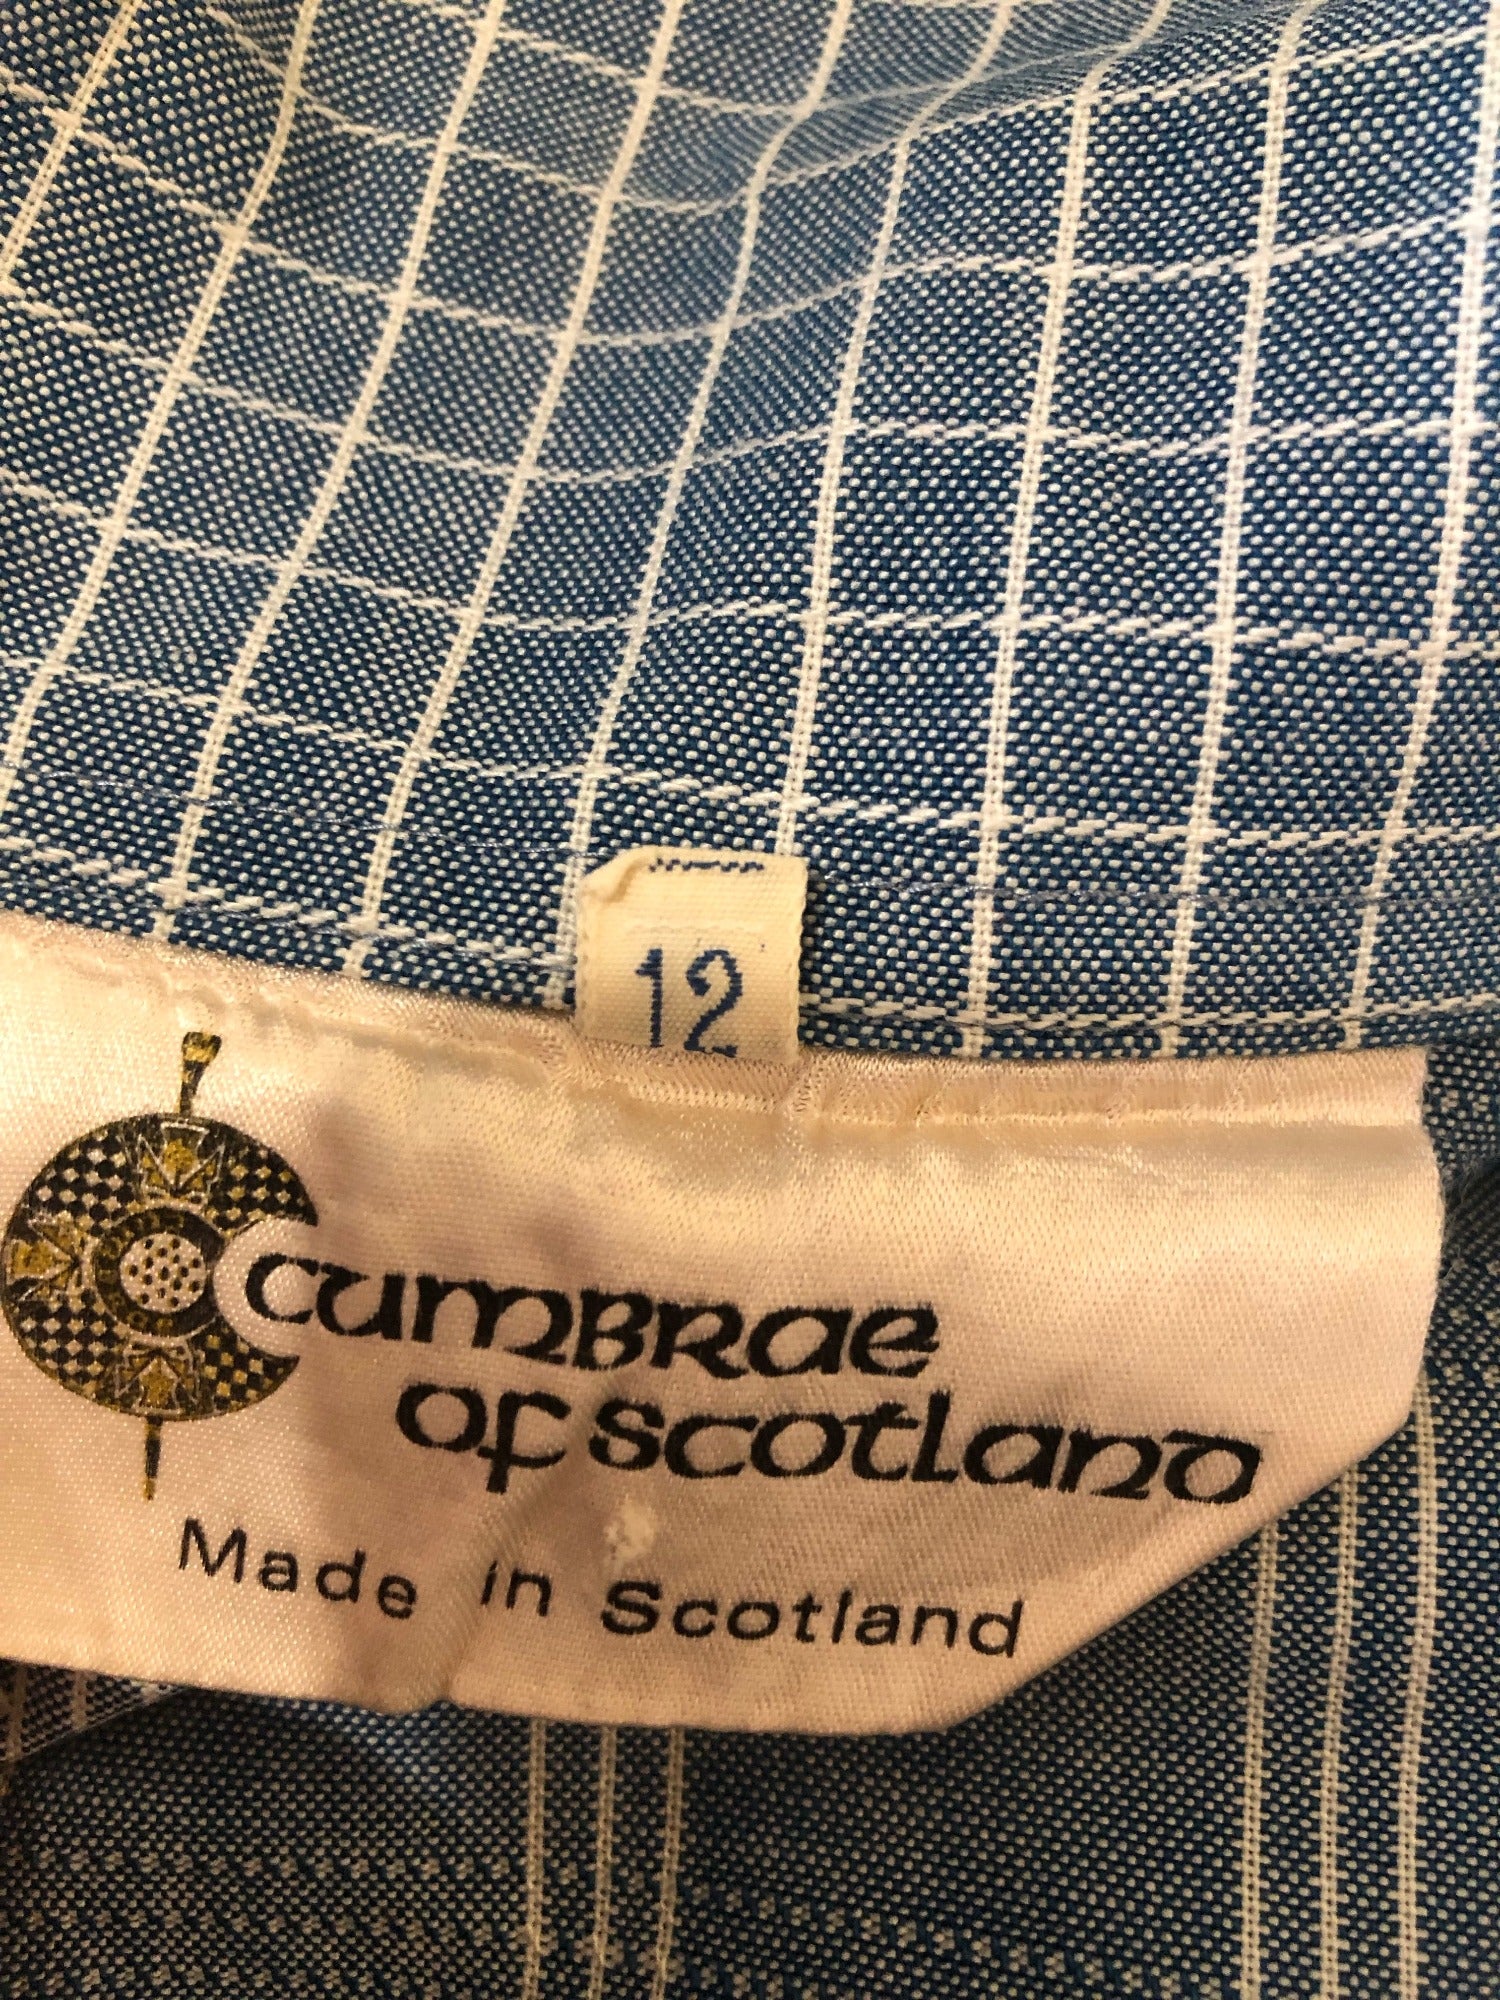 12
Cumbrae
of Scotland
Made in Scotland